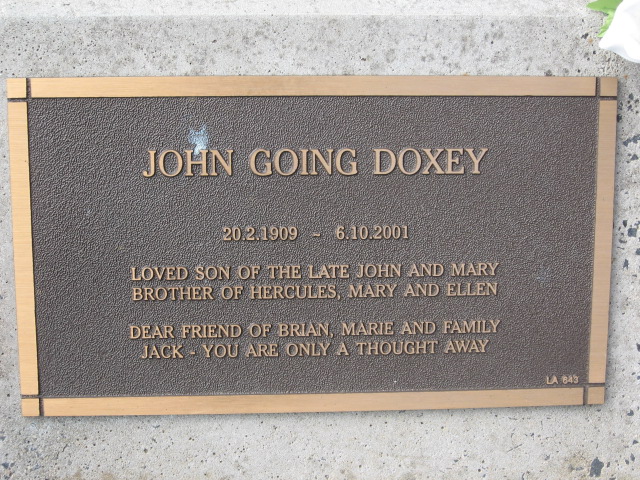 JOHN GOING DOXEY
20.2.1909 ~ 6.10.2001
LOVED SON OF THE LATE JOHN AND MARY
BROTHER OF HERCULES, MARY AND ELLEN
DEAR FRIEND OF BRIAN, MARIE AND FAMILY
JACK - YOU ARE ONLY A THOUGHT AWAY
LA 843